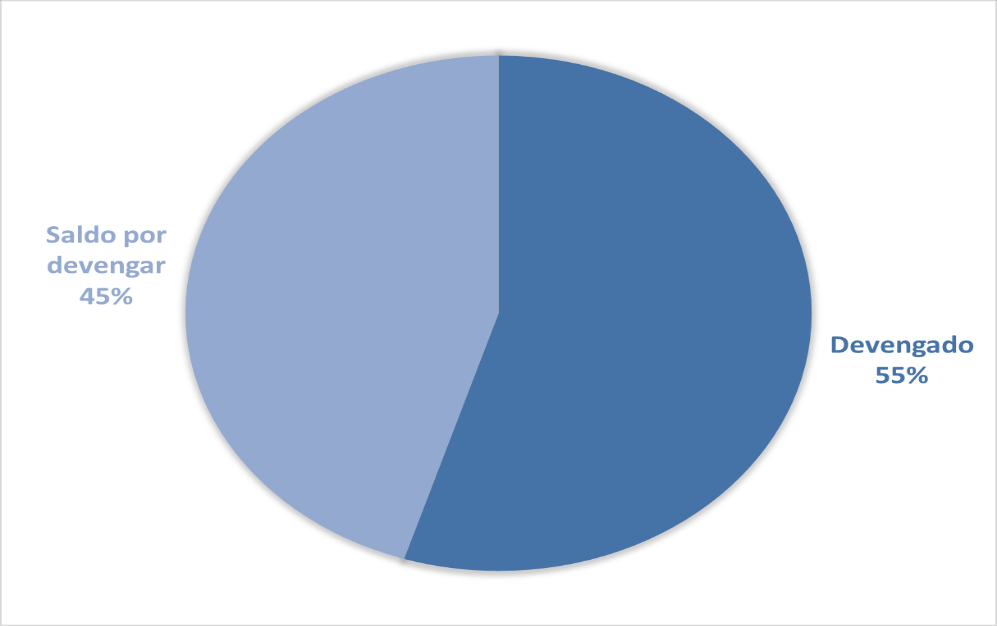 Saldo por
devengar
45%
Devengado
55%